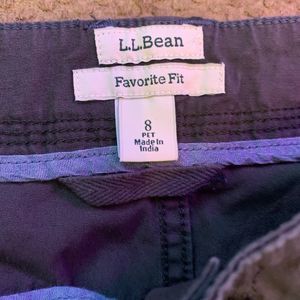 L.L.Bean
Favorite Fit
8
PET
Made in
India